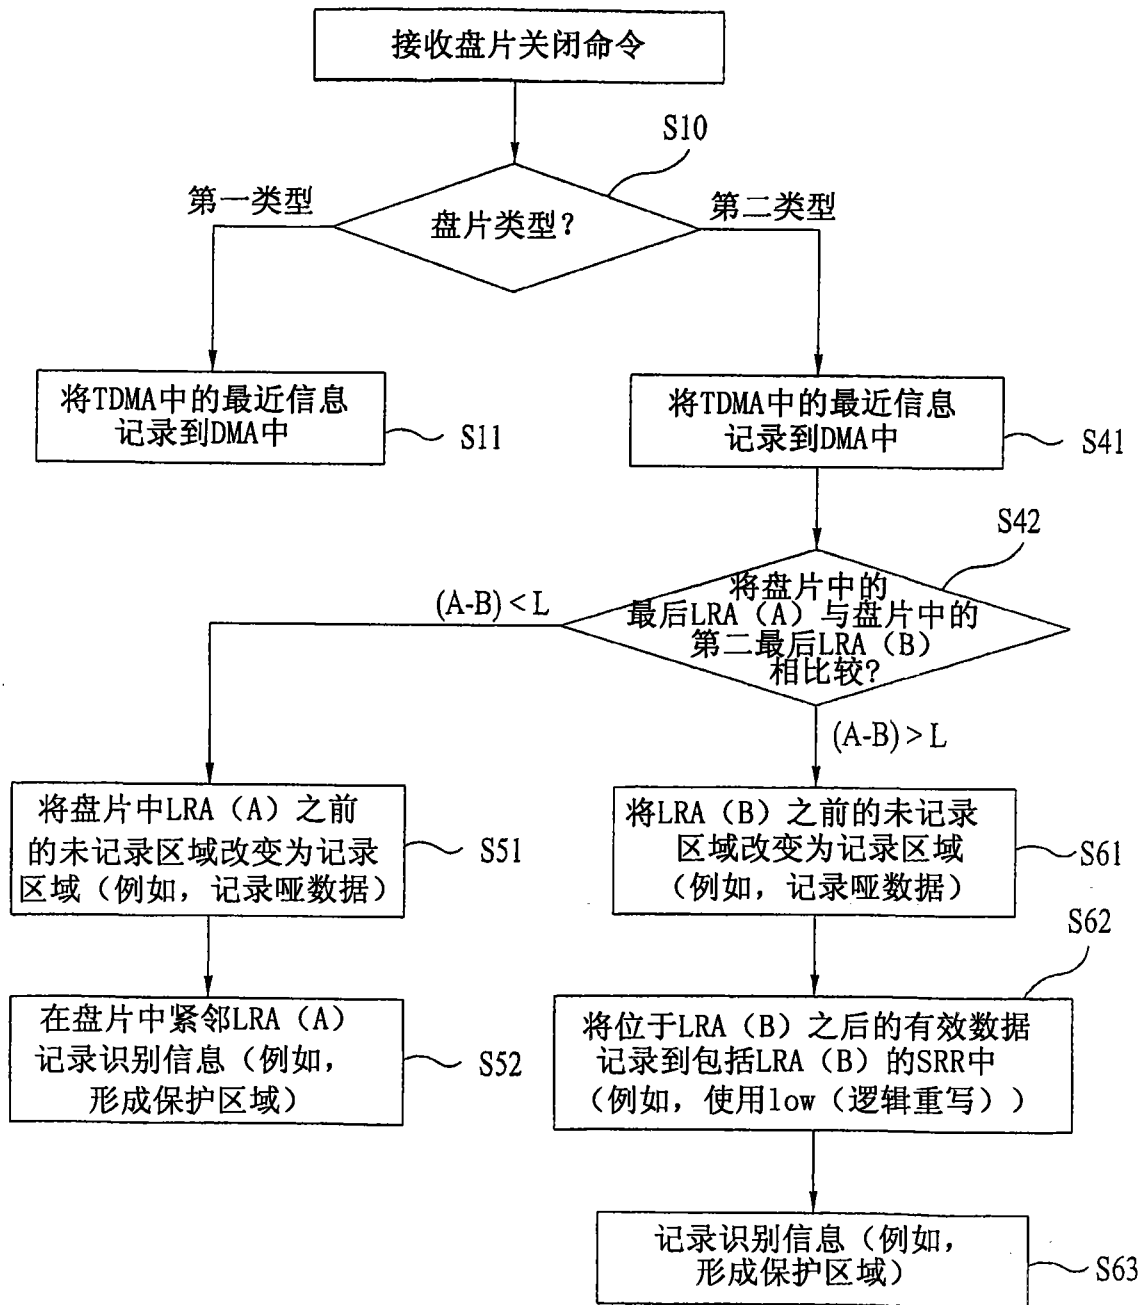 接收盘片关闭命令
S10
第一类型
盘片类型？
第二类型
将TDMA中的最近信息
记录到DMA中
S11
将TDMA中的最近信息
记录到DMA中
S41
S42
(A-B)<L
将盘片中的
最后LRA（A）与盘片中的
第二最后LRA（B）
相比较？
(A-B)>L
将盘片中LRA（A）之前
的未记录区域改变为记录
区域（例如，记录哑数据）
S51
将LRA（B）之前的未记录
区域改变为记录区域
（例如，记录哑数据）
S61
S62
在盘片中紧邻LRA（A）
记录识别信息（例如，
形成保护区域）
S52
将位于LRA（B）之后的有效数据
记录到包括LRA（B）的SRR中
（例如，使用low（逻辑重写））
记录识别信息（例如，
形成保护区域）
S63